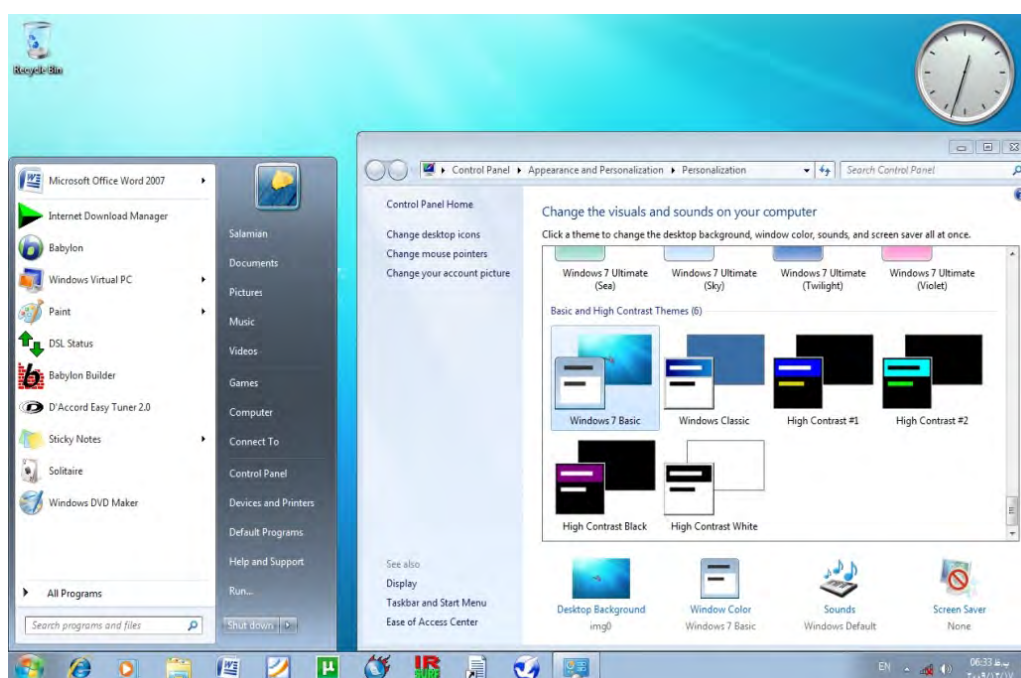 Recycle Bin
Microsoft Office Word 2007
Internet Download Manager
Babylon
Windows Virtual PC
Paint
DSL Status
Babylon Builder
D'Accord Easy Tuner 2.0
Sticky Notes
Solitaire
Windows DVD Maker
All Programs
Search programs and files
Salamian
Documents
Pictures
Music
Videos
Games
Computer
Connect To
Control Panel
Devices and Printers
Default Programs
Help and Support
Run...
Shut down
Control Panel Appearance and Personalization Personalization
Search Control Panel
Control Panel Home
Change desktop icons
Change mouse pointers
Change your account picture
See also
Display
Taskbar and Start Menu
Ease of Access Center
Change the visuals and sounds on your computer
Click a theme to change the desktop background, window color, sounds, and screen saver all at once.
Windows 7 Ultimate
(Sea)
Windows 7 Ultimate
(Sky)
Windows 7 Ultimate
(Twilight)
Windows 7 Ultimate
(Violet)
Basic and High Contrast Themes (6)
Windows 7 Basic
Windows Classic
High Contrast #1
High Contrast #2
High Contrast Black
High Contrast White
Desktop Background
img0
Window Color
Windows 7 Basic
Sounds
Windows Default
Screen Saver
None
IR
EN
06:33 ب.ظ